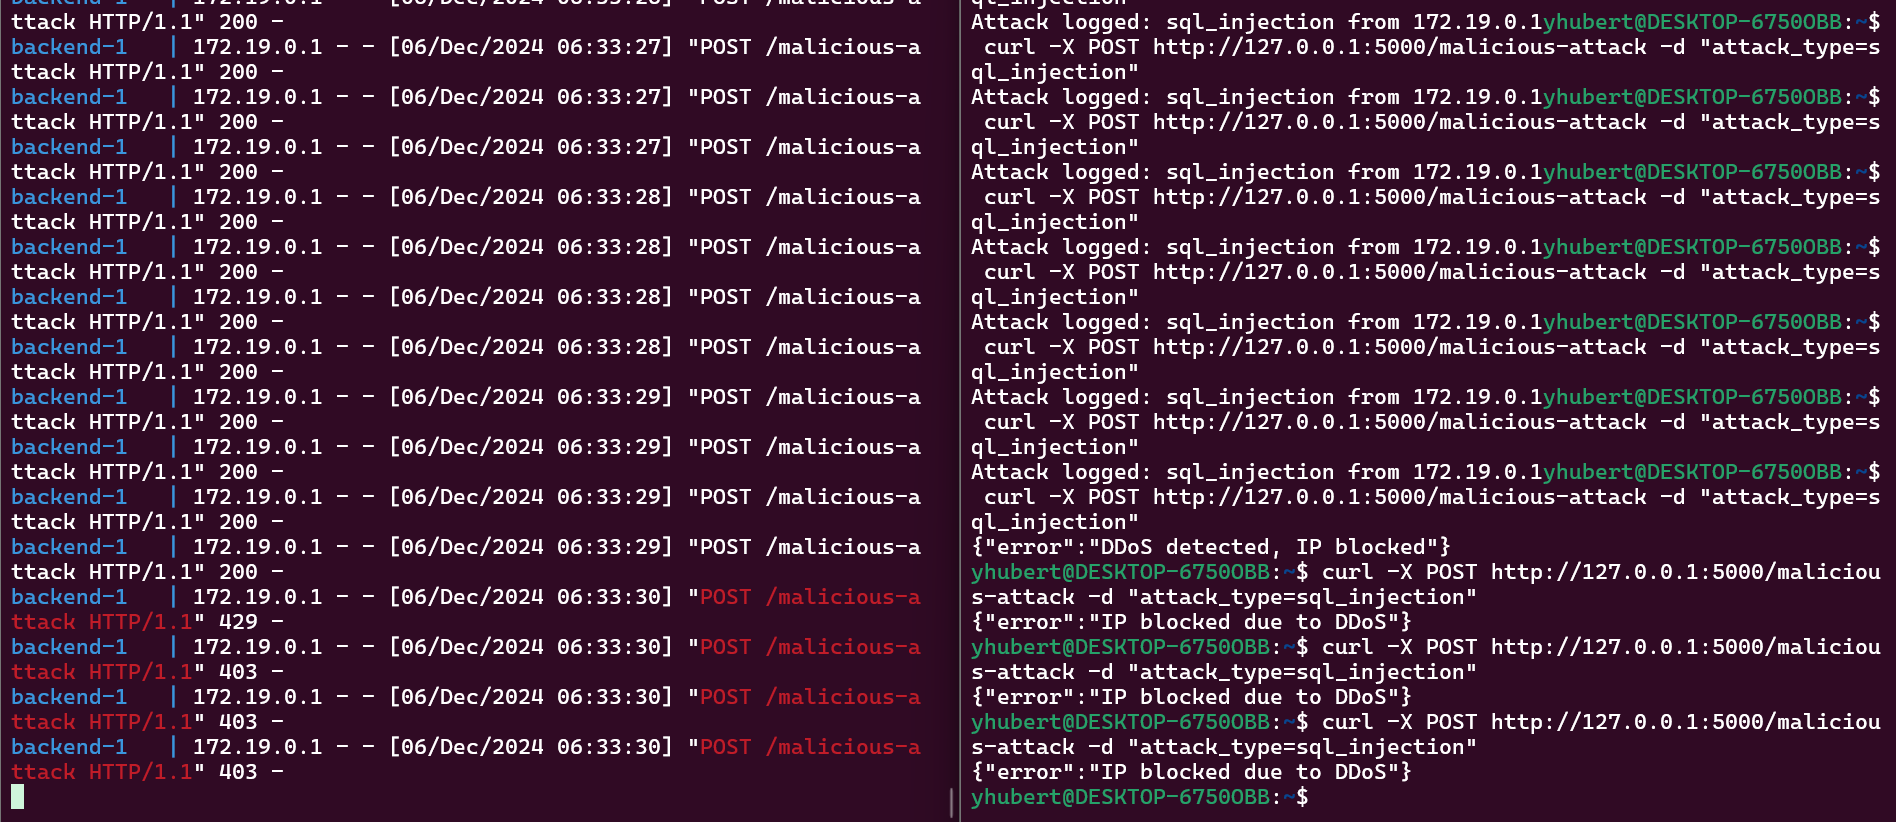 backend-1   | 172.19.0.1 - - [06/Dec/2024 06:33:26] "POST /malicious-a
ttack HTTP/1.1" 200 -
backend-1   | 172.19.0.1 - - [06/Dec/2024 06:33:27] "POST /malicious-a
ttack HTTP/1.1" 200 -
backend-1   | 172.19.0.1 - - [06/Dec/2024 06:33:27] "POST /malicious-a
ttack HTTP/1.1" 200 -
backend-1   | 172.19.0.1 - - [06/Dec/2024 06:33:27] "POST /malicious-a
ttack HTTP/1.1" 200 -
backend-1   | 172.19.0.1 - - [06/Dec/2024 06:33:28] "POST /malicious-a
ttack HTTP/1.1" 200 -
backend-1   | 172.19.0.1 - - [06/Dec/2024 06:33:28] "POST /malicious-a
ttack HTTP/1.1" 200 -
backend-1   | 172.19.0.1 - - [06/Dec/2024 06:33:28] "POST /malicious-a
ttack HTTP/1.1" 200 -
backend-1   | 172.19.0.1 - - [06/Dec/2024 06:33:28] "POST /malicious-a
ttack HTTP/1.1" 200 -
backend-1   | 172.19.0.1 - - [06/Dec/2024 06:33:29] "POST /malicious-a
ttack HTTP/1.1" 200 -
backend-1   | 172.19.0.1 - - [06/Dec/2024 06:33:29] "POST /malicious-a
ttack HTTP/1.1" 200 -
backend-1   | 172.19.0.1 - - [06/Dec/2024 06:33:29] "POST /malicious-a
ttack HTTP/1.1" 200 -
backend-1   | 172.19.0.1 - - [06/Dec/2024 06:33:29] "POST /malicious-a
ttack HTTP/1.1" 200 -
backend-1   | 172.19.0.1 - - [06/Dec/2024 06:33:30] "POST /malicious-a
ttack HTTP/1.1" 429 -
backend-1   | 172.19.0.1 - - [06/Dec/2024 06:33:30] "POST /malicious-a
ttack HTTP/1.1" 403 -
backend-1   | 172.19.0.1 - - [06/Dec/2024 06:33:30] "POST /malicious-a
ttack HTTP/1.1" 403 -
backend-1   | 172.19.0.1 - - [06/Dec/2024 06:33:30] "POST /malicious-a
ttack HTTP/1.1" 403 -
ql_injection"
Attack logged: sql_injection from 172.19.0.1yhubert@DESKTOP-6750OBB:~$
 curl -X POST http://127.0.0.1:5000/malicious-attack -d "attack_type=s
ql_injection"
Attack logged: sql_injection from 172.19.0.1yhubert@DESKTOP-6750OBB:~$
 curl -X POST http://127.0.0.1:5000/malicious-attack -d "attack_type=s
ql_injection"
Attack logged: sql_injection from 172.19.0.1yhubert@DESKTOP-6750OBB:~$
 curl -X POST http://127.0.0.1:5000/malicious-attack -d "attack_type=s
ql_injection"
Attack logged: sql_injection from 172.19.0.1yhubert@DESKTOP-6750OBB:~$
 curl -X POST http://127.0.0.1:5000/malicious-attack -d "attack_type=s
ql_injection"
Attack logged: sql_injection from 172.19.0.1yhubert@DESKTOP-6750OBB:~$
 curl -X POST http://127.0.0.1:5000/malicious-attack -d "attack_type=s
ql_injection"
Attack logged: sql_injection from 172.19.0.1yhubert@DESKTOP-6750OBB:~$
 curl -X POST http://127.0.0.1:5000/malicious-attack -d "attack_type=s
ql_injection"
Attack logged: sql_injection from 172.19.0.1yhubert@DESKTOP-6750OBB:~$
 curl -X POST http://127.0.0.1:5000/malicious-attack -d "attack_type=s
ql_injection"
{"error":"DDoS detected, IP blocked"}
yhubert@DESKTOP-6750OBB:~$ curl -X POST http://127.0.0.1:5000/maliciou
s-attack -d "attack_type=sql_injection"
{"error":"IP blocked due to DDoS"}
yhubert@DESKTOP-6750OBB:~$ curl -X POST http://127.0.0.1:5000/maliciou
s-attack -d "attack_type=sql_injection"
{"error":"IP blocked due to DDoS"}
yhubert@DESKTOP-6750OBB:~$ curl -X POST http://127.0.0.1:5000/maliciou
s-attack -d "attack_type=sql_injection"
{"error":"IP blocked due to DDoS"}
yhubert@DESKTOP-6750OBB:~$